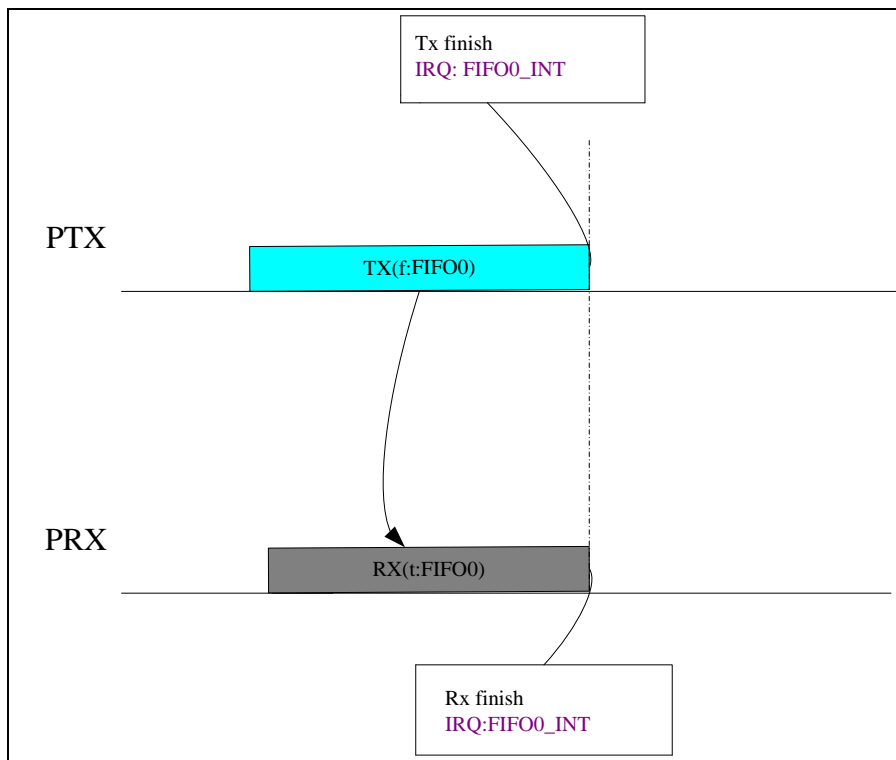 Tx finish
IRQ: FIFO0_INT
PTX
TX(f:FIFO0)
PRX
RX(t:FIFO0)
Rx finish
IRQ:FIFO0_INT